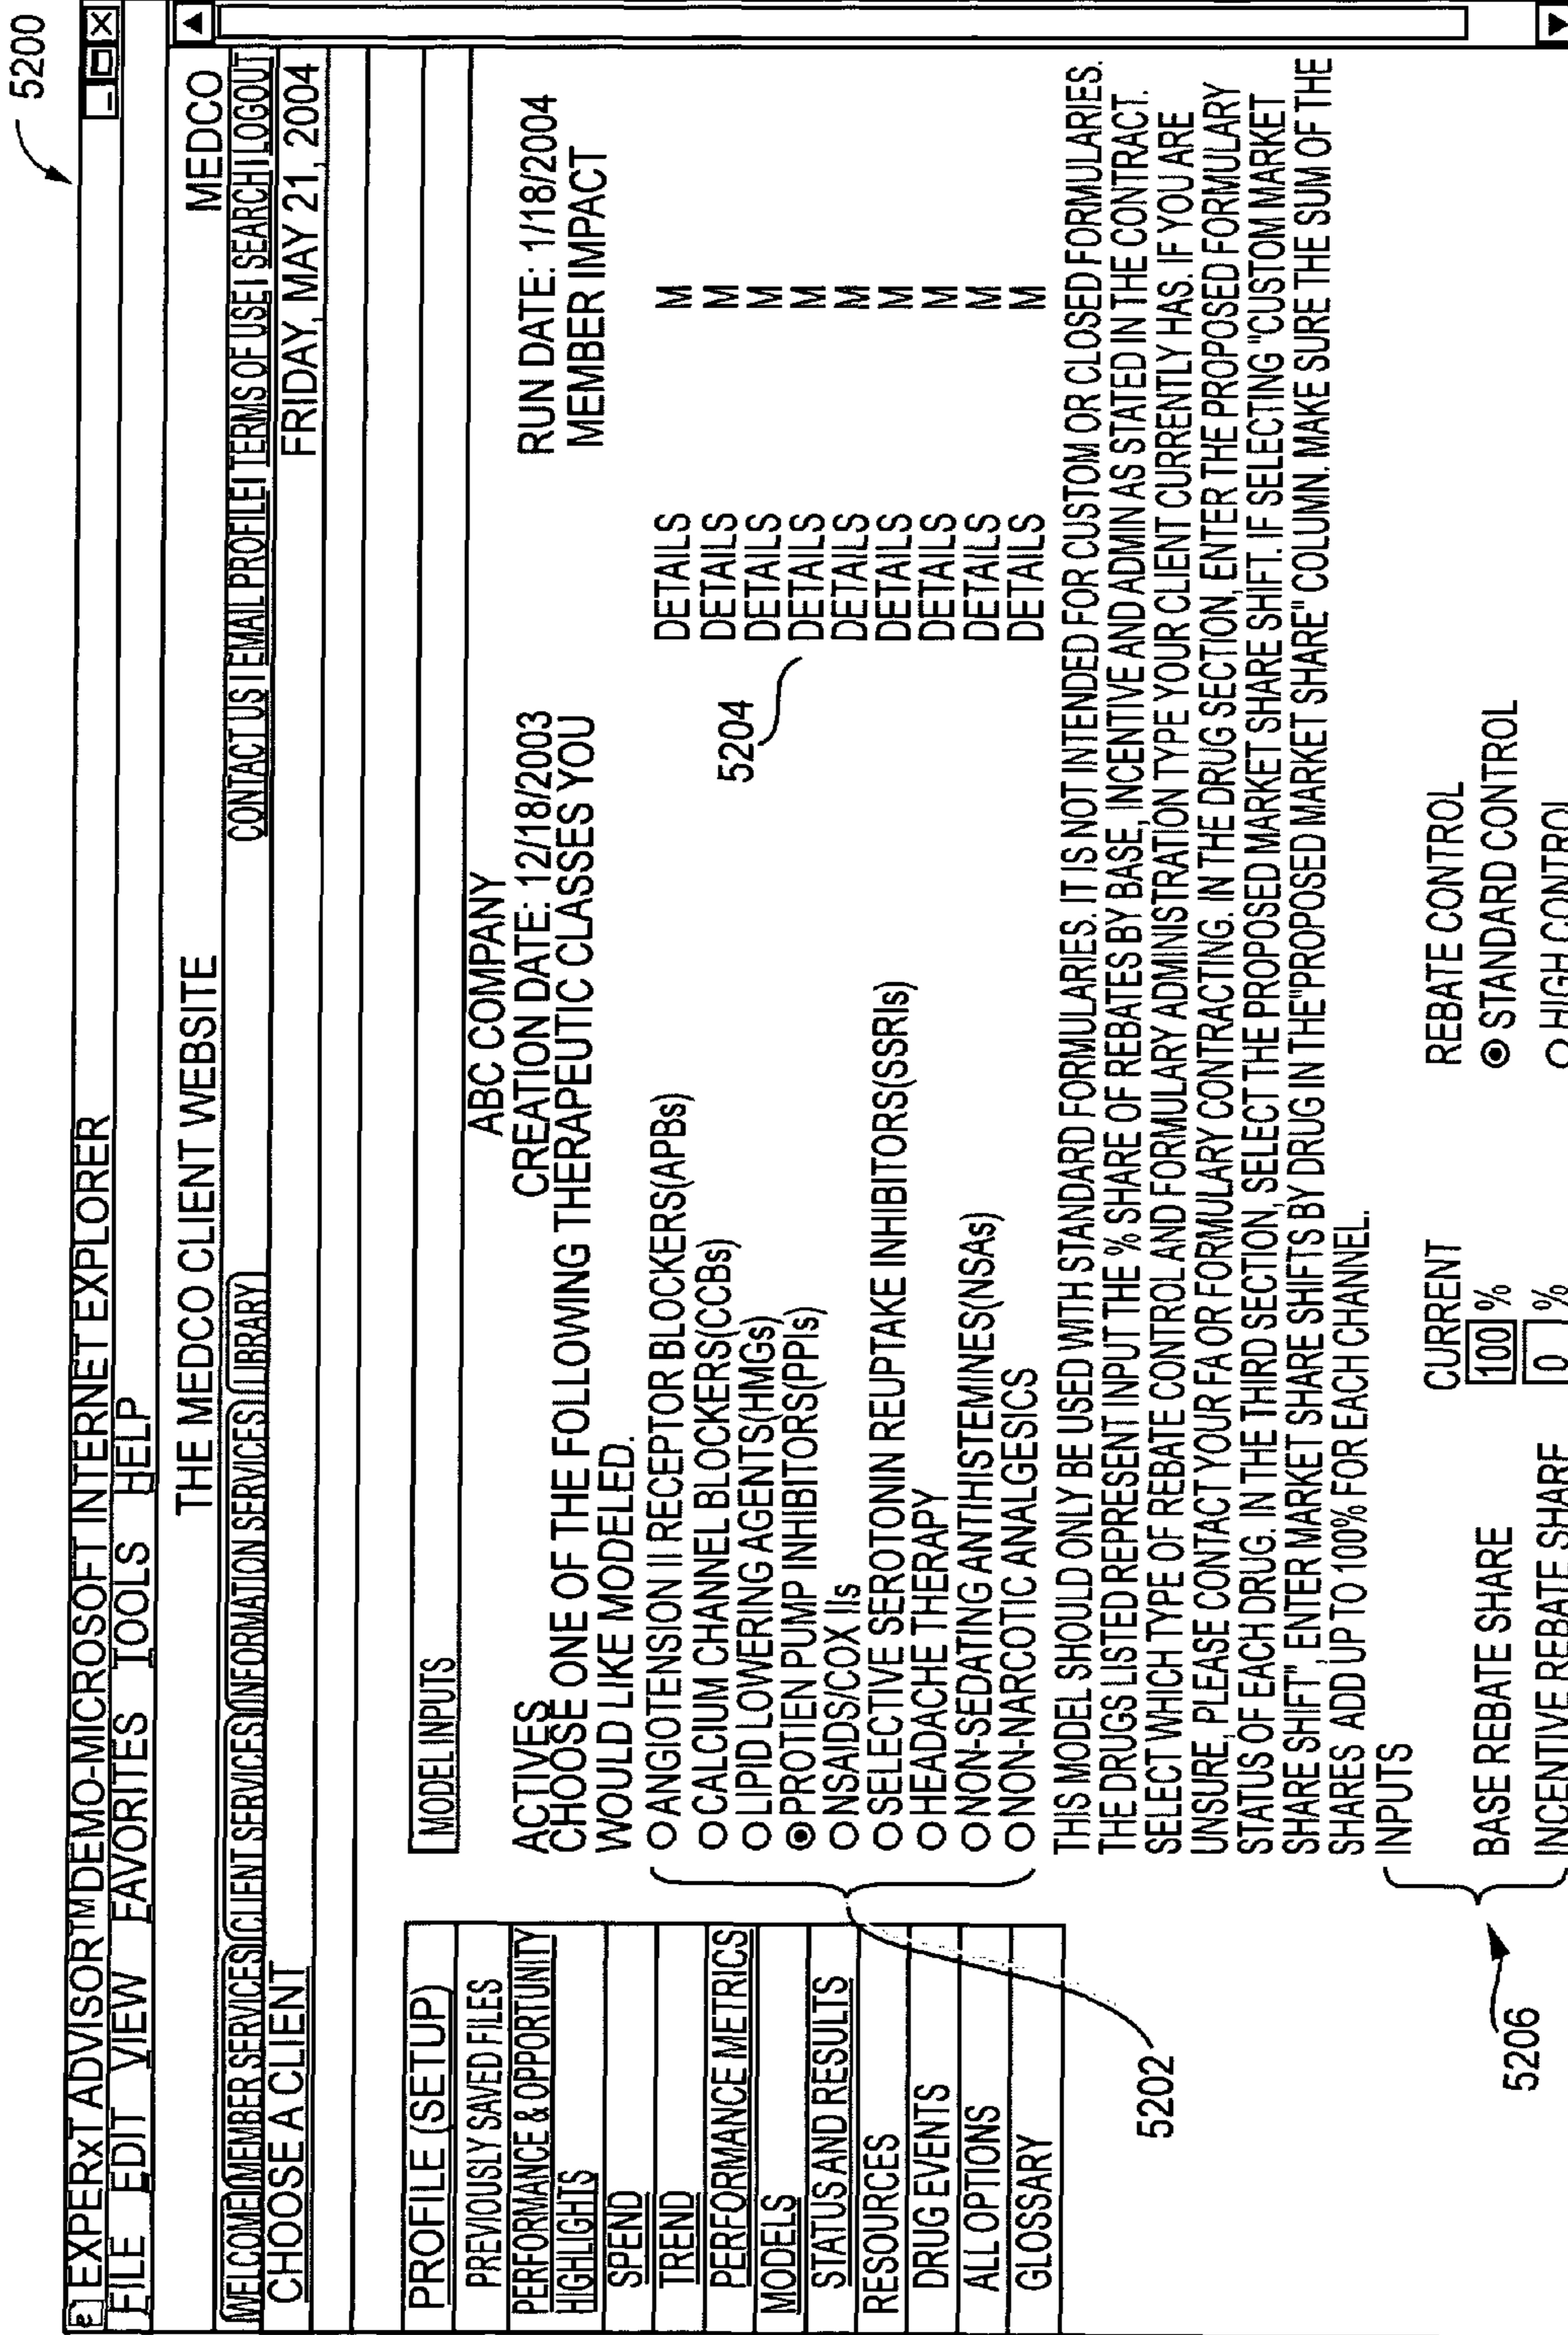 5200
EXPERxT ADVISOR™DEMO-MICROSOFT INTERNET EXPLORER
FILE EDIT VIEW FAVORITES TOOLS HELP
THE MEDCO CLIENT WEBSITE MEDCO
WELCOME MEMBER SERVICES CLIENT SERVICES INFORMATION SERVICES LIBRARY CONTACT US | EMAIL PROFILE | TERMS OF USE | SEARCH | LOGOUT
CHOOSE A CLIENT FRIDAY, MAY 21, 2004
PROFILE (SETUP)
PREVIOUSLY SAVED FILES
PERFORMANCE & OPPORTUNITY
HIGHLIGHTS
SPEND
TREND
PERFORMANCE METRICS
MODELS
STATUS AND RESULTS
RESOURCES
DRUG EVENTS
ALL OPTIONS
GLOSSARY
MODEL INPUTS
ABC COMPANY
ACTIVES CREATION DATE: 12/18/2003 RUN DATE: 1/18/2004
CHOOSE ONE OF THE FOLLOWING THERAPEUTIC CLASSES YOU MEMBER IMPACT
WOULD LIKE MODELED.
ANGIOTENSION II RECEPTOR BLOCKERS(APBs) DETAILS M
CALCIUM CHANNEL BLOCKERS(CCBs) DETAILS M
LIPID LOWERING AGENTS(HMGs) DETAILS M
PROTIEN PUMP INHIBITORS(PPIs) DETAILS M
NSAIDS/COX IIs DETAILS M
SELECTIVE SEROTONIN REUPTAKE INHIBITORS(SSRIs) DETAILS M
HEADACHE THERAPY DETAILS M
NON-SEDATING ANTIHISTEMINES(NSAs) DETAILS M
NON-NARCOTIC ANALGESICS DETAILS M
5204
5202
THIS MODEL SHOULD ONLY BE USED WITH STANDARD FORMULARIES. IT IS NOT INTENDED FOR CUSTOM OR CLOSED FORMULARIES.
THE DRUGS LISTED REPRESENT INPUT THE % SHARE OF REBATES BY BASE, INCENTIVE AND ADMIN AS STATED IN THE CONTRACT.
SELECT WHICH TYPE OF REBATE CONTROL AND FORMULARY ADMINISTRATION TYPE YOUR CLIENT CURRENTLY HAS. IF YOU ARE
UNSURE, PLEASE CONTACT YOUR FA OR FORMULARY CONTRACTING. IN THE DRUG SECTION, ENTER THE PROPOSED FORMULARY
STATUS OF EACH DRUG. IN THE THIRD SECTION, SELECT THE PROPOSED MARKET SHARE SHIFT. IF SELECTING "CUSTOM MARKET
SHARE SHIFT", ENTER MARKET SHARE SHIFTS BY DRUG IN THE"PROPOSED MARKET SHARE" COLUMN. MAKE SURE THE SUM OF THE
SHARES ADD UP TO 100% FOR EACH CHANNEL.
INPUTS
CURRENT REBATE CONTROL
BASE REBATE SHARE 100 % STANDARD CONTROL
INCENTIVE REBATE SHARE 0 % HIGH CONTROL
5206